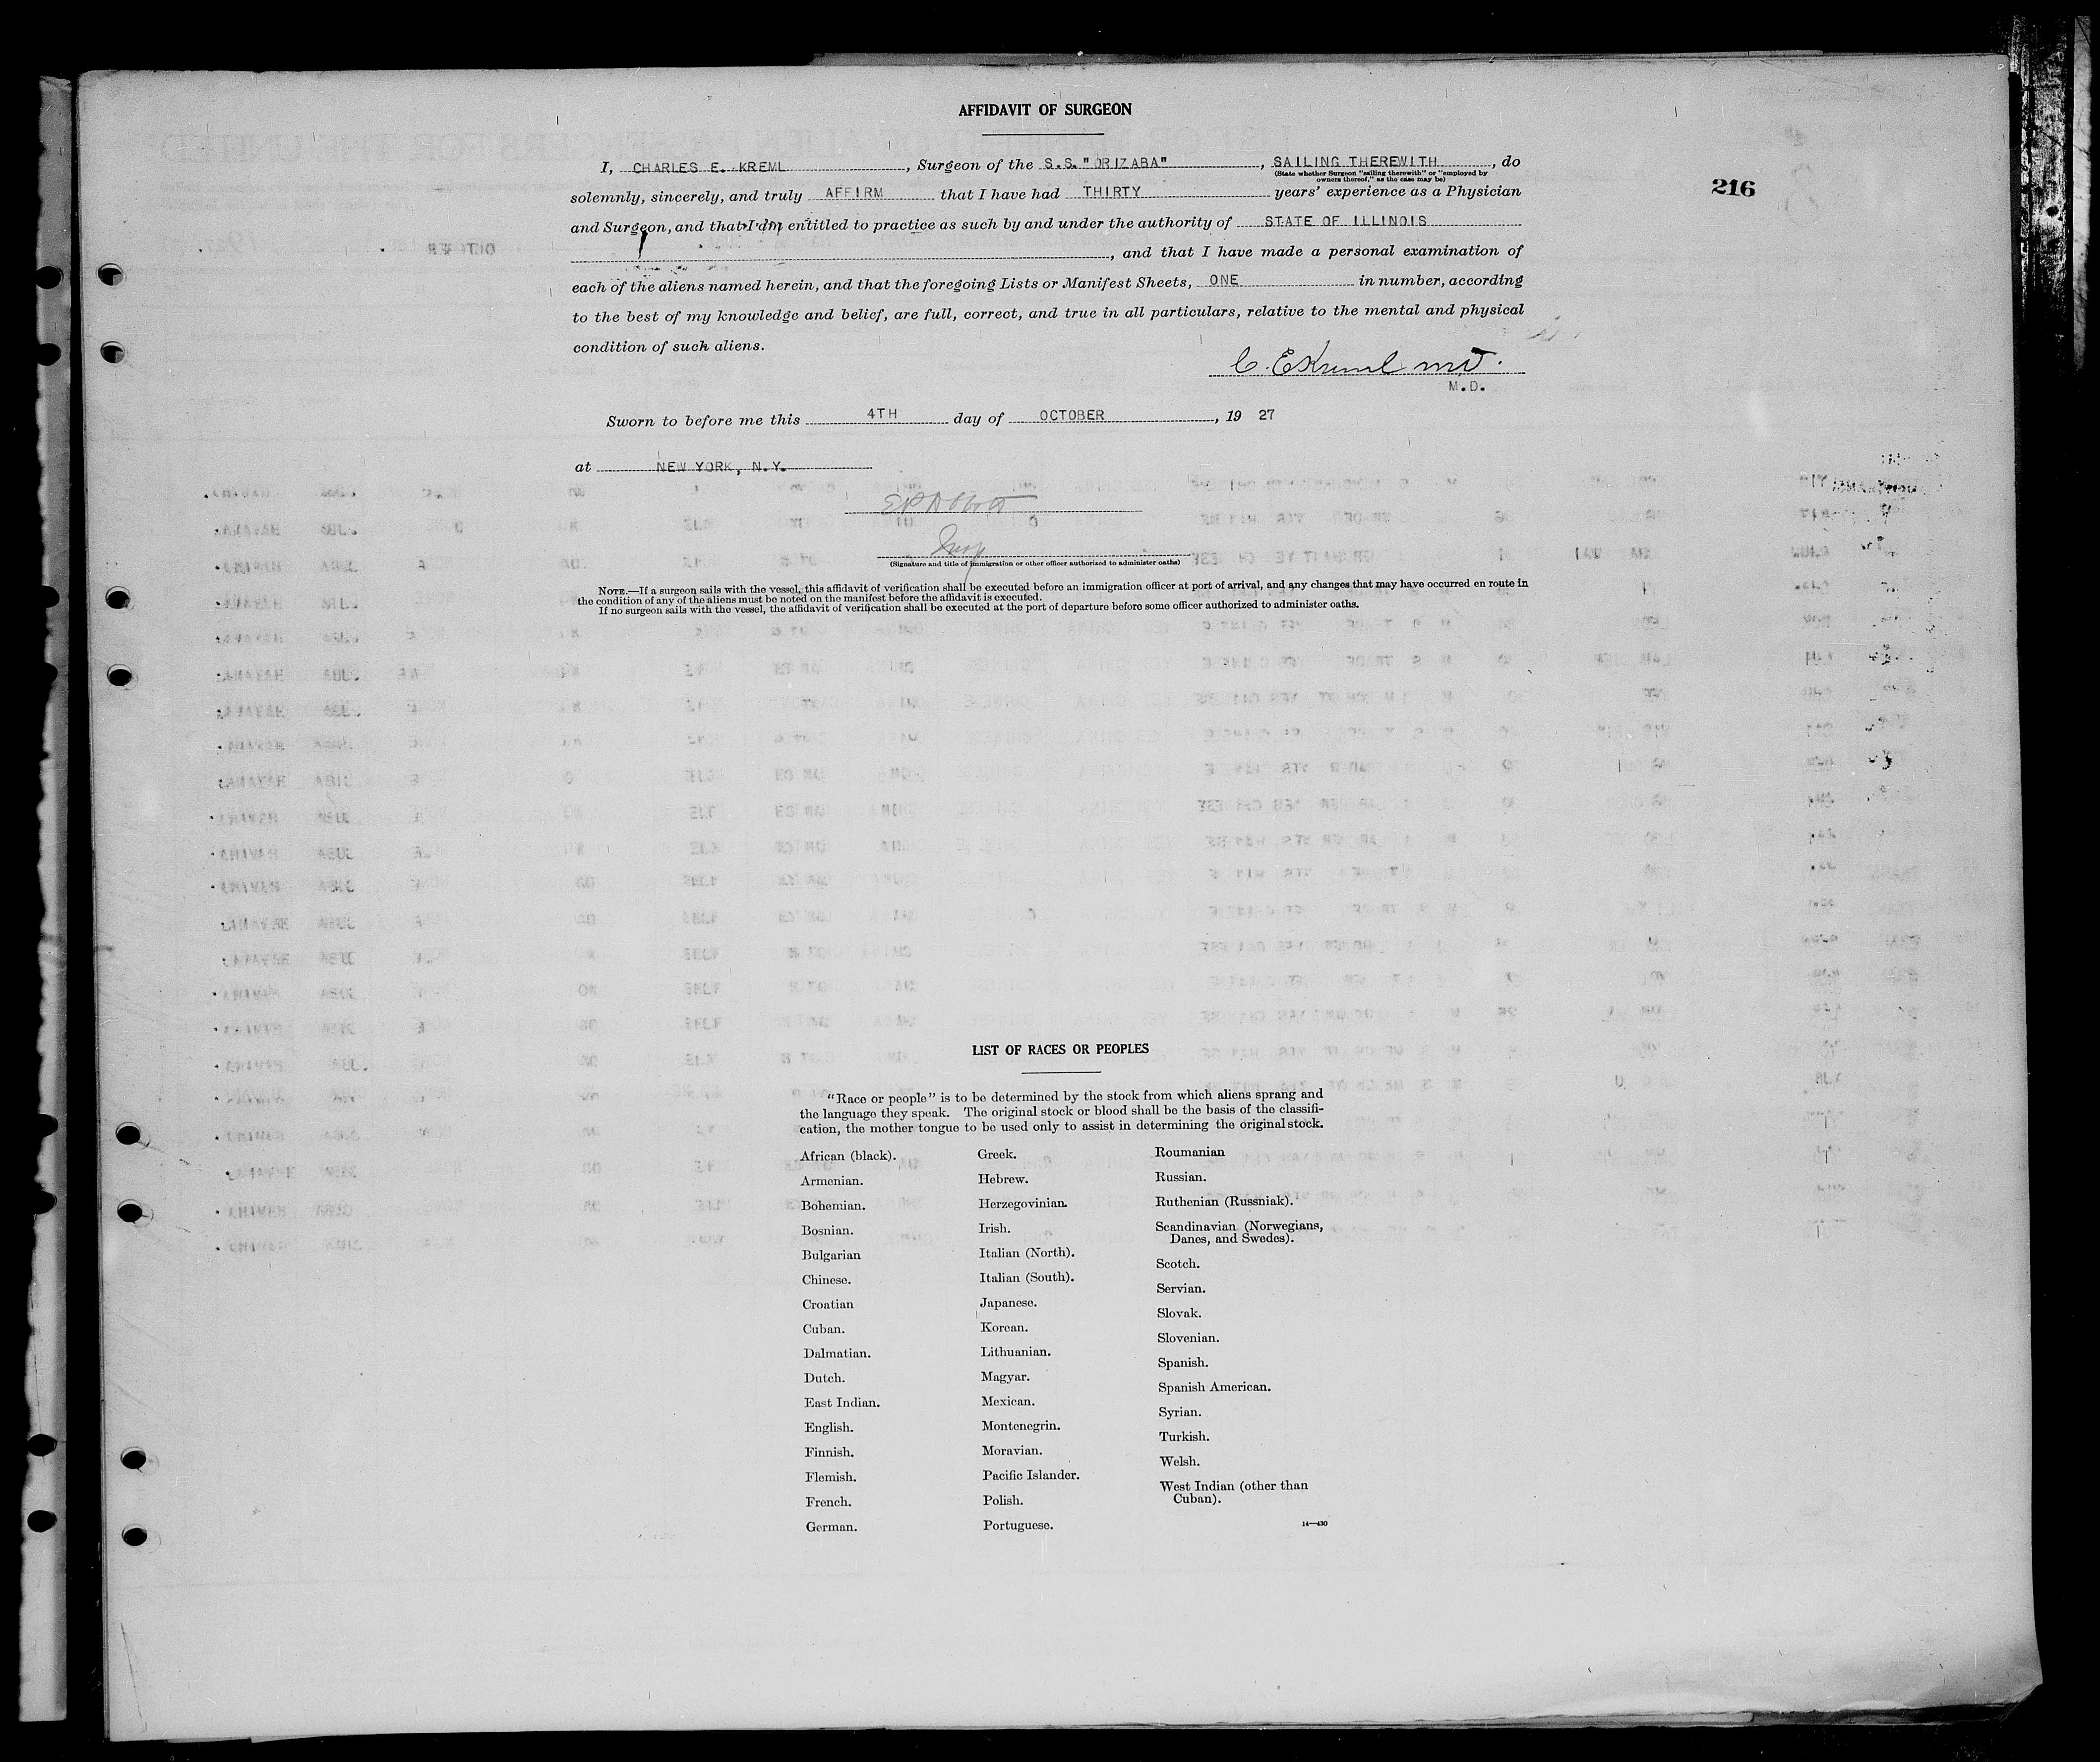 AFFIDAVIT OF SURGEON
I, CHARLES E. KREML, Surgeon of the S.S. "ORIZABA", SAILING THEREWITH, do
(State whether Surgeon "sailing therewith" or "employed by
owners thereof," as the case may be)
216
solemnly, sincerely, and truly AFFIRM that I have had THIRTY years' experience as a Physician
and Surgeon, and that I am entitled to practice as such by and under the authority of STATE OF ILLINOIS
, and that I have made a personal examination of
each of the aliens named herein, and that the foregoing Lists or Manifest Sheets, ONE in number, according
to the best of my knowledge and belief, are full, correct, and true in all particulars, relative to the mental and physical
condition of such aliens.
C. E. Kreml MD.
M.D.
Sworn to before me this 4TH day of OCTOBER, 19 27
at NEW YORK, N.Y.
Insp
(Signature and title of immigration or other officer authorized to administer oaths)
NOTE.—If a surgeon sails with the vessel, this affidavit of verification shall be executed before an immigration officer at port of arrival, and any changes that may have occurred en route in
the condition of any of the aliens must be noted on the manifest before the affidavit is executed.
If no surgeon sails with the vessel, the affidavit of verification shall be executed at the port of departure before some officer authorized to administer oaths.
LIST OF RACES OR PEOPLES
"Race or people" is to be determined by the stock from which aliens sprang and
the language they speak. The original stock or blood shall be the basis of the classifi-
cation, the mother tongue to be used only to assist in determining the original stock.
African (black).
Armenian.
Bohemian.
Bosnian.
Bulgarian
Chinese.
Croatian
Cuban.
Dalmatian.
Dutch.
East Indian.
English.
Finnish.
Flemish.
French.
German.
Greek.
Hebrew.
Herzegovinian.
Irish.
Italian (North).
Italian (South).
Japanese.
Korean.
Lithuanian.
Magyar.
Mexican.
Montenegrin.
Moravian.
Pacific Islander.
Polish.
Portuguese.
Roumanian
Russian.
Ruthenian (Russniak).
Scandinavian (Norwegians,
Danes, and Swedes).
Scotch.
Servian.
Slovak.
Slovenian.
Spanish.
Spanish American.
Syrian.
Turkish.
Welsh.
West Indian (other than
Cuban).
14—430